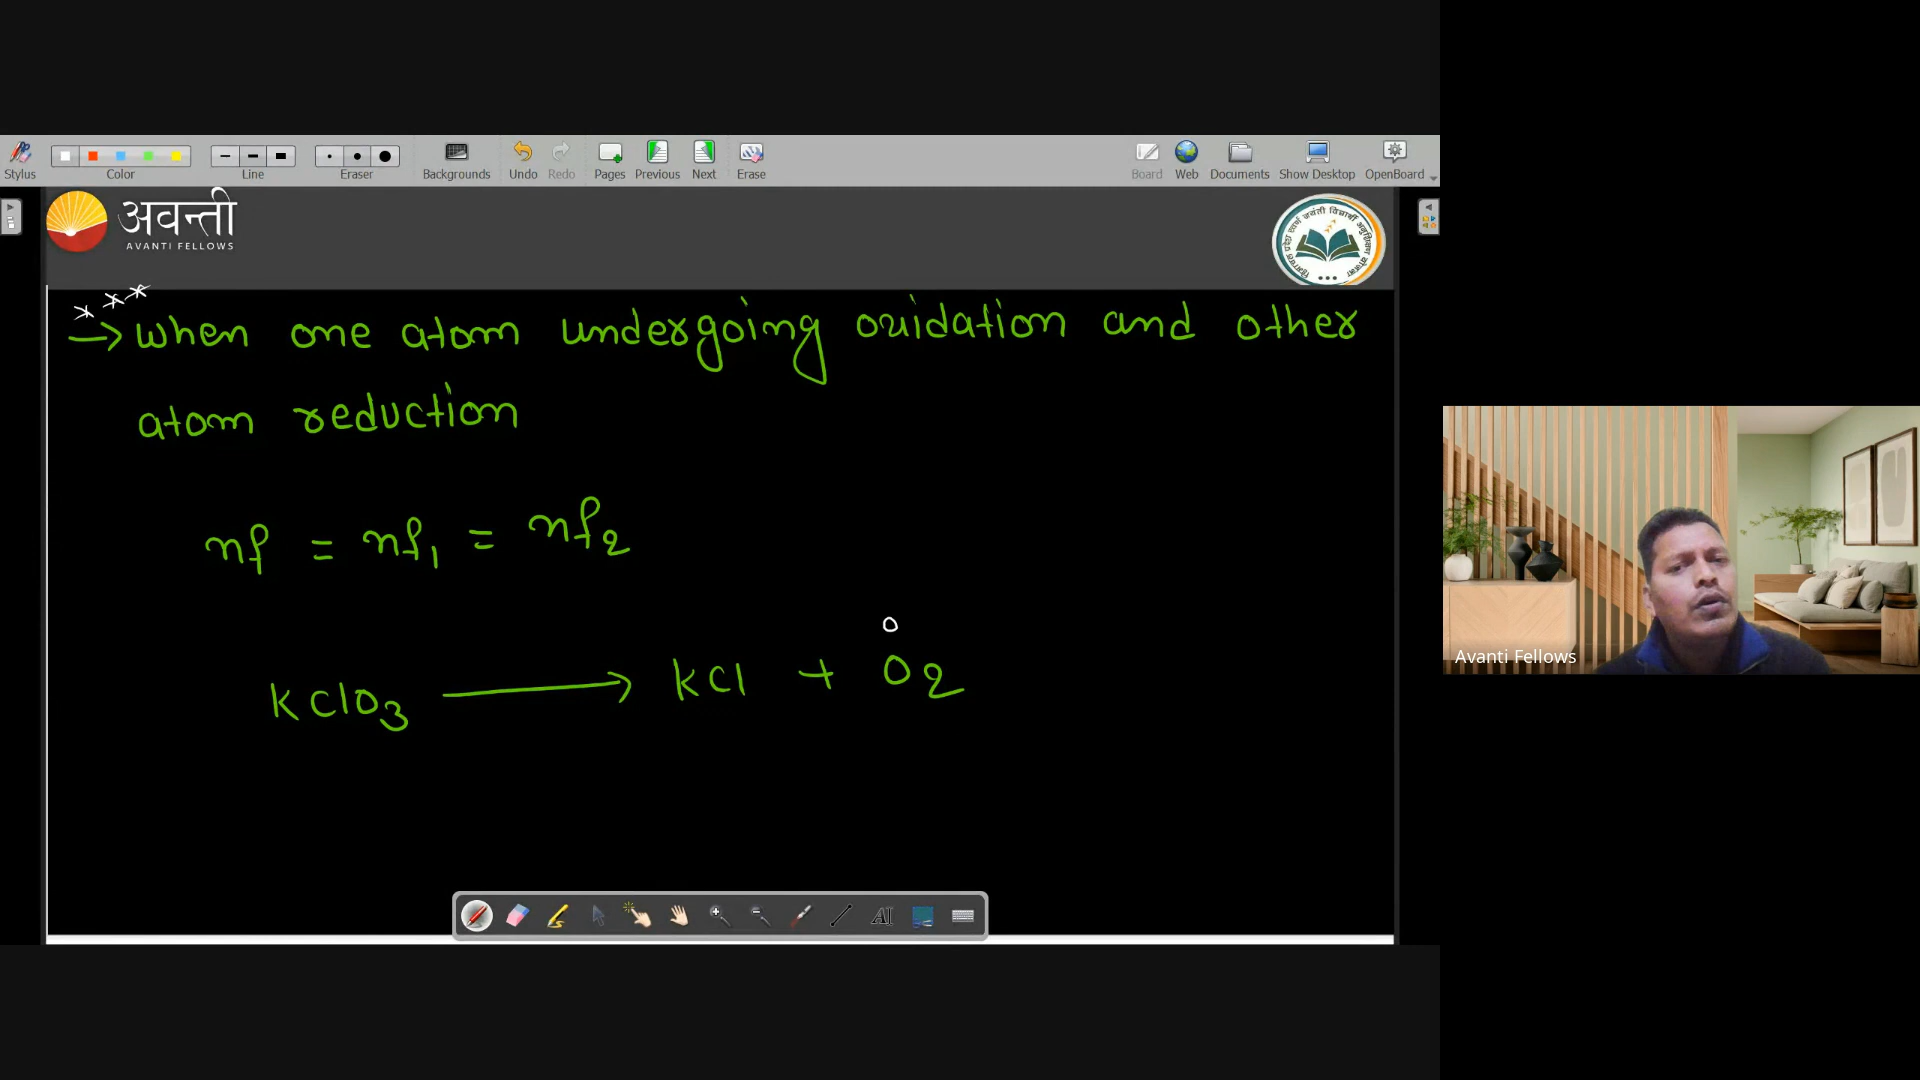 Stylus Color Line Eraser Backgrounds Undo Redo Pages Previous Next Erase Board Web Documents Show Desktop OpenBoard
अवन्ती
AVANTI FELLOWS
* * *
→ when one atom undergoing oxidation and other
atom reduction
nf = nf₁ = nf₂
0
KClO₃ ⟶ KCl + O₂
Avanti Fellows